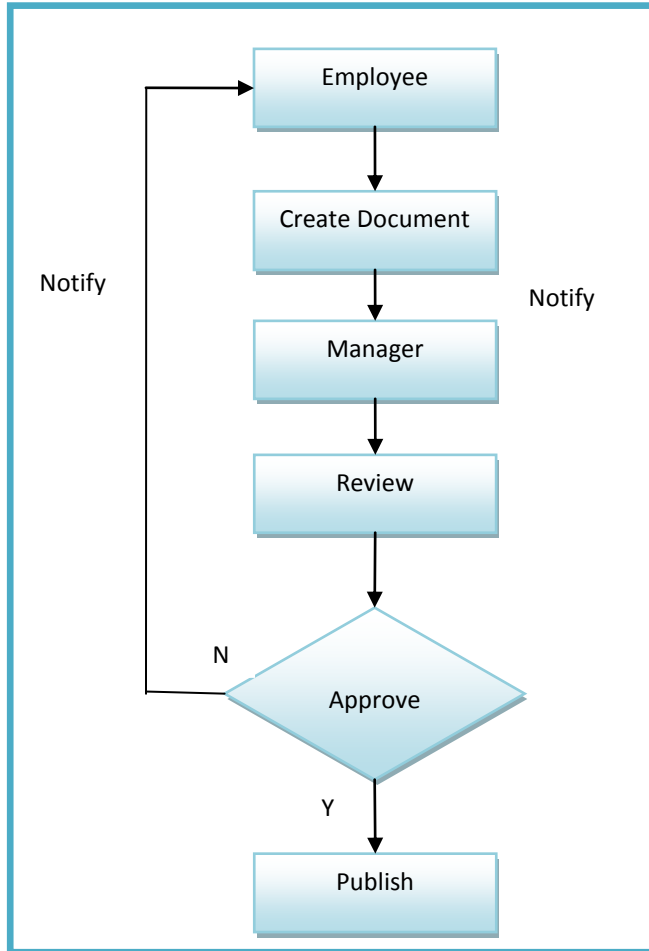 Employee
Create Document
Notify
Notify
Manager
Review
N
Approve
Y
Publish